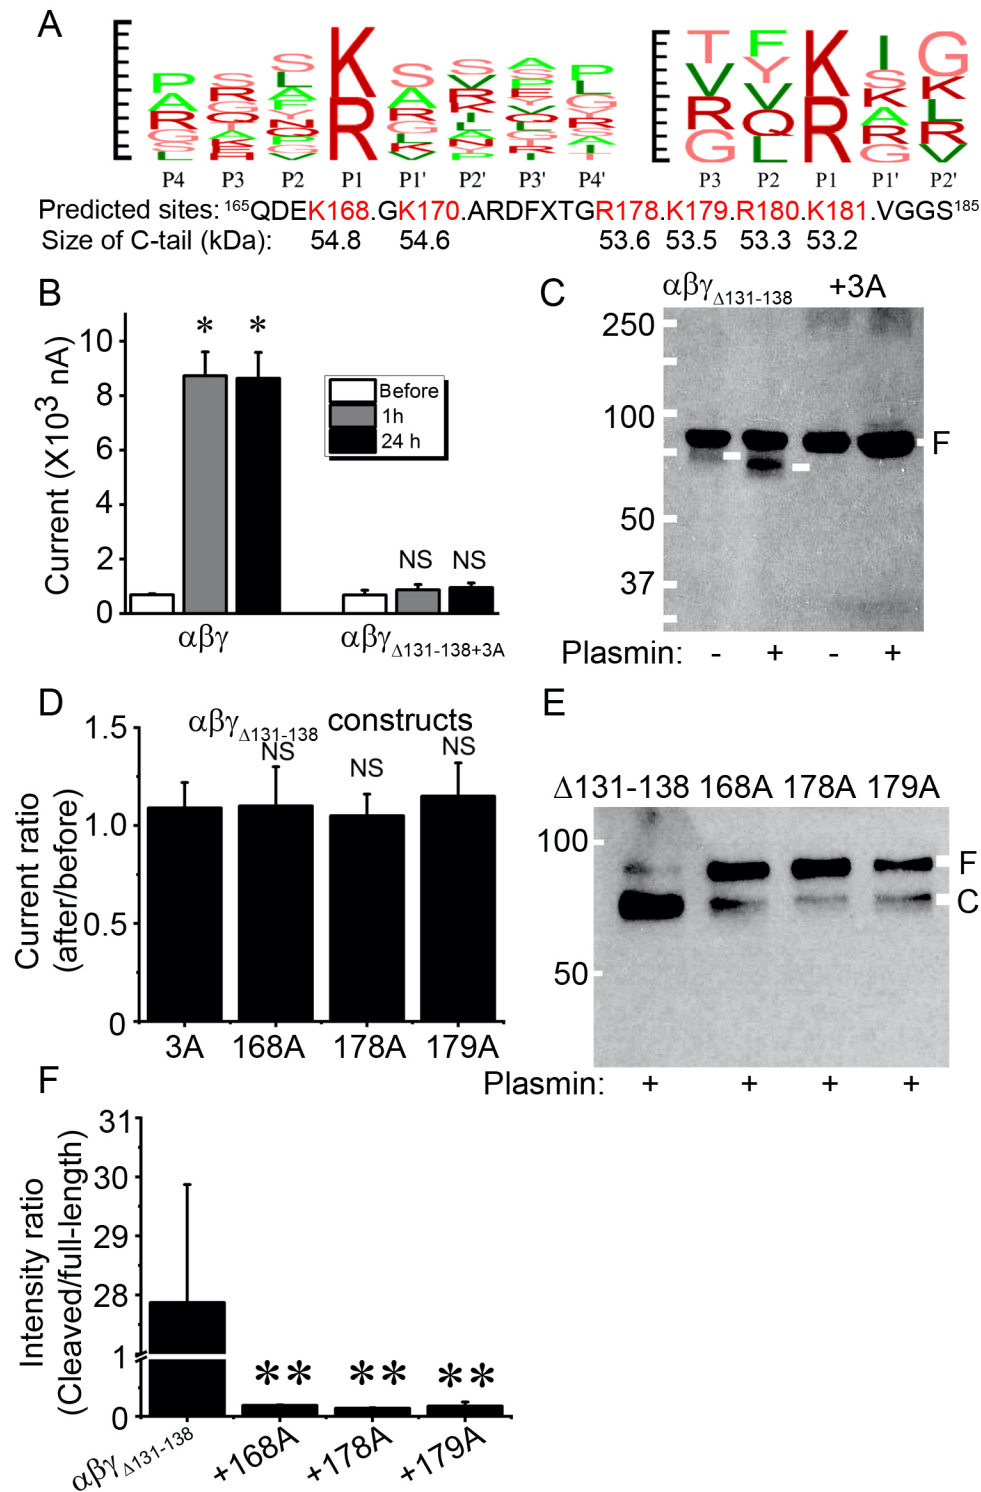 A
P4 P3 P2 P1 P1' P2' P3' P4'
P3 P2 P1 P1' P2'
Predicted sites: ¹⁶⁵QDEK168.GK170.ARDFXTGR178.K179.R180.K181.VGGS¹⁸⁵
Size of C-tail (kDa): 54.8 54.6 53.6 53.5 53.3 53.2
B
Current (X10³ nA)
10
8
6
4
2
0
* *
NS NS
Before
1h
24 h
αβγ
αβγΔ131-138+3A
C
αβγΔ131-138 +3A
250
100
50
37
F
Plasmin: - + - +
D
αβγΔ131-138 constructs
NS NS NS
Current ratio
(after/before)
1.5
1.0
0.5
0
3A 168A 178A 179A
E
Δ131-138 168A 178A 179A
100
50
F
C
Plasmin: + + + +
F
Intensity ratio
(Cleaved/full-length)
31
30
29
28
1
0
** ** **
αβγΔ131-138 +168A +178A +179A